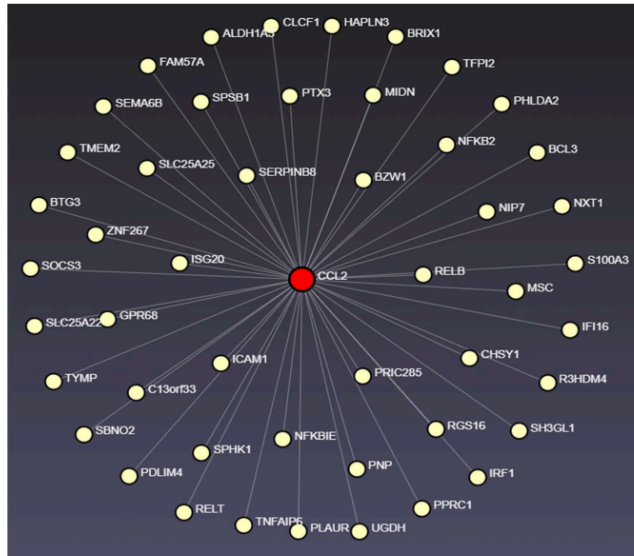 CLCF1
HAPLN3
ALDH1A3
BRIX1
FAM57A
TFPI2
SEMA6B
SPSB1
PTX3
MIDN
PHLDA2
NFKB2
TMEM2
BCL3
SLC25A25
SERPINB8
BZW1
BTG3
NIP7
NXT1
ZNF267
SOCS3
ISG20
CCL2
RELB
S100A3
MSC
SLC25A22
GPR68
IFI16
ICAM1
CHSY1
TYMP
C13orf33
PRIC285
R3HDM4
SBNO2
SPHK1
NFKBIE
RGS16
SH3GL1
PDLIM4
PNP
IRF1
RELT
TNFAIP6
PLAUR
UGDH
PPRC1